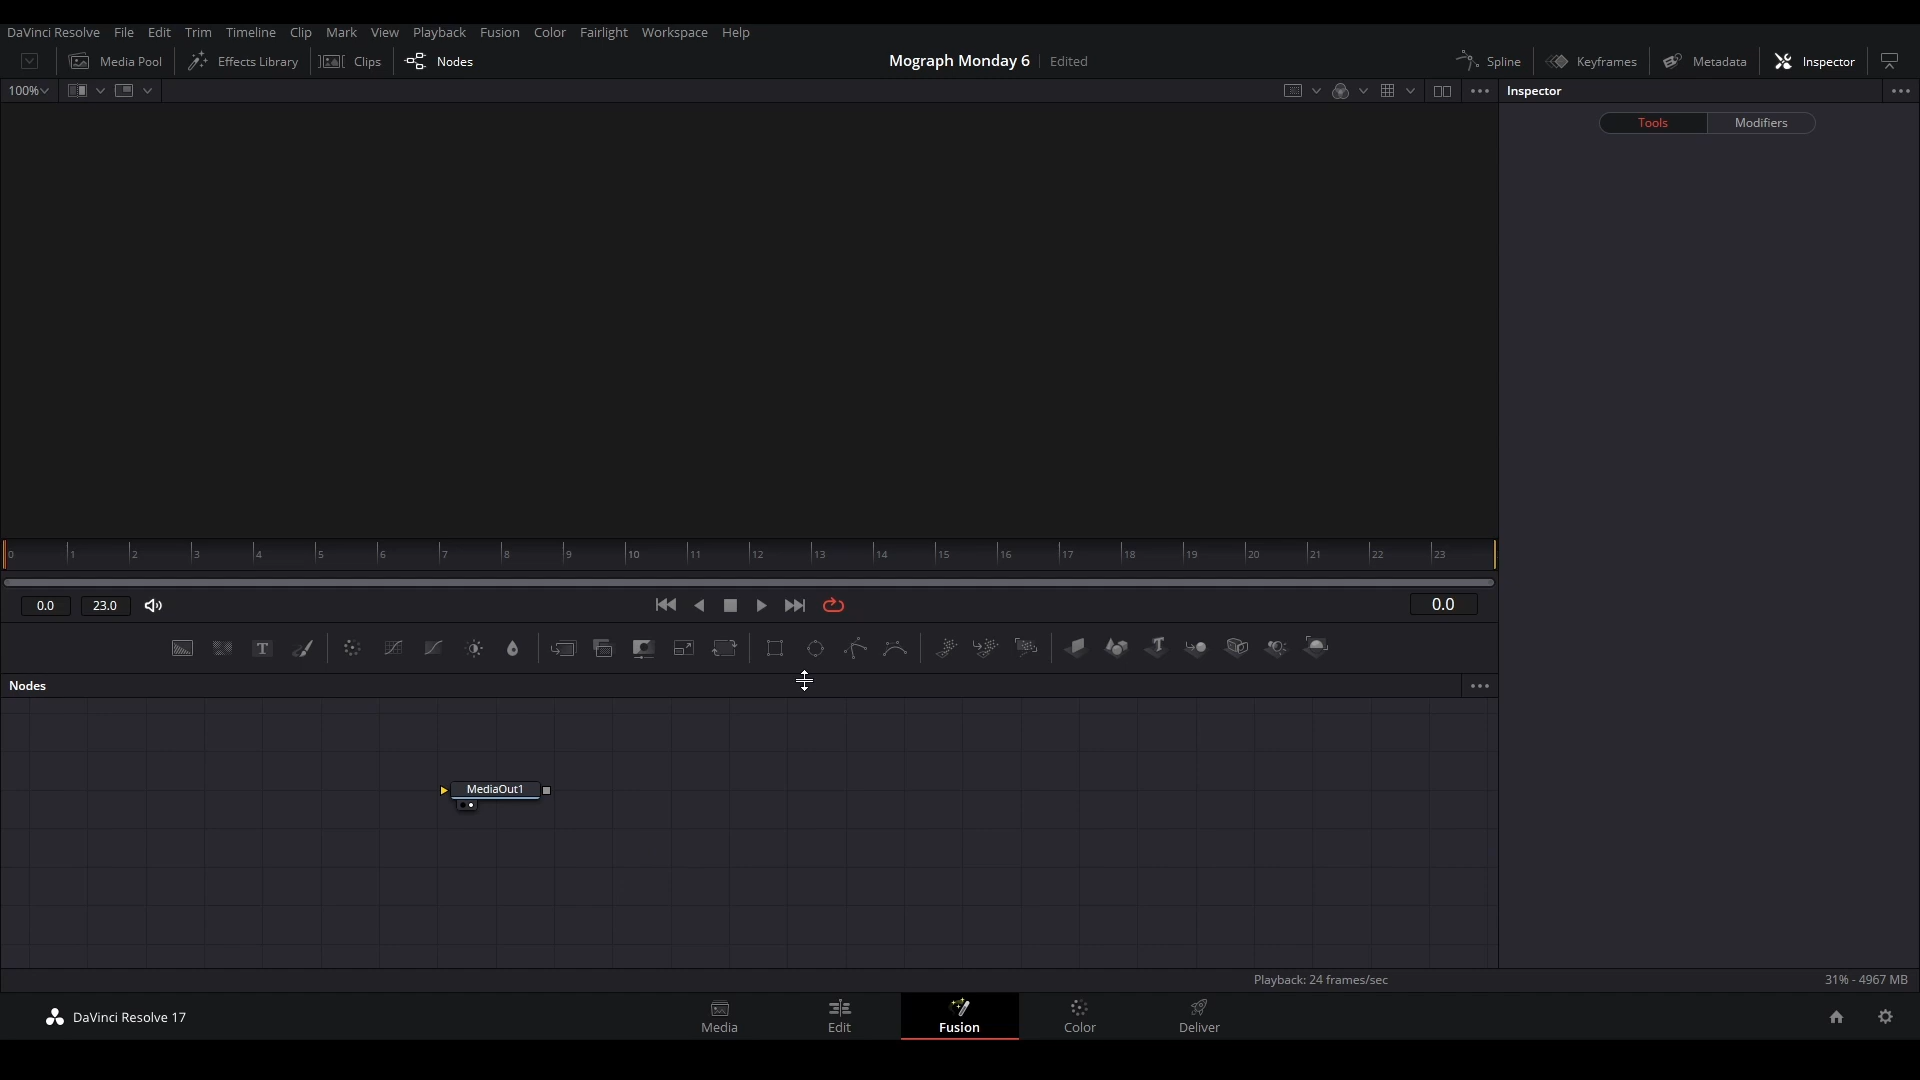 DaVinci Resolve File Edit Trim Timeline Clip Mark View Playback Fusion Color Fairlight Workspace Help
Media Pool Effects Library Clips Nodes Mograph Monday 6 Edited Spline Keyframes Metadata Inspector
100% Inspector
Tools Modifiers
0 1 2 3 4 5 6 7 8 9 10 11 12 13 14 15 16 17 18 19 20 21 22 23
0.0 23.0 0.0
T T
Nodes
MediaOut1
Playback: 24 frames/sec 31% - 4967 MB
DaVinci Resolve 17 Media Edit Fusion Color Deliver